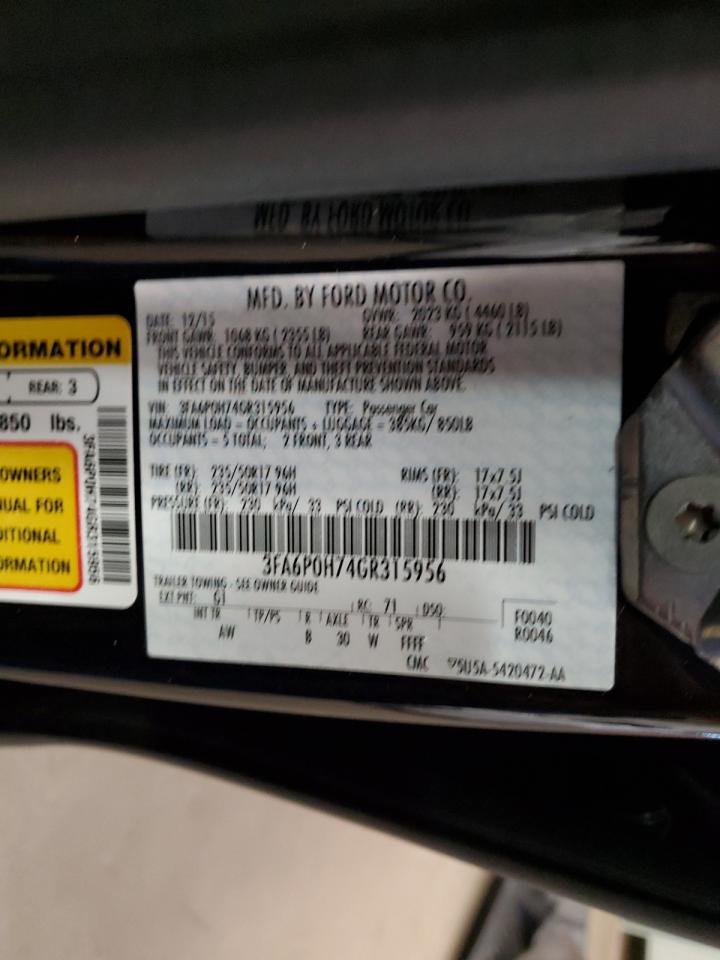 MFD. BY FORD MOTOR CO.
DATE: 12/15 GVWR: 2023 KG ( 4460 LB)
FRONT GAWR: 1068 KG ( 2355 LB) REAR GAWR: 959 KG ( 2115 LB)
THIS VEHICLE CONFORMS TO ALL APPLICABLE FEDERAL MOTOR
VEHICLE SAFETY, BUMPER, AND THEFT PREVENTION STANDARDS
IN EFFECT ON THE DATE OF MANUFACTURE SHOWN ABOVE.
VIN: 3FA6P0H74GR315956 TYPE: Passenger Car
MAXIMUM LOAD = OCCUPANTS + LUGGAGE = 385KG/ 850LB
OCCUPANTS = 5 TOTAL, 2 FRONT, 3 REAR
TIRE (FR): 235/50R17 96H RIMS (FR): 17x7.5J
(RR): 235/50R17 96H (RR): 17x7.5J
PRESSURE (FR): 230 kPa/ 33 PSI COLD (RR): 230 kPa/ 33 PSI COLD
3FA6P0H74GR315956
TRAILER TOWING - SEE OWNER GUIDE
EXT PNT: G1 RC: 71 DSO: F0040
INT TR TP/PS R AXLE TR SPR R0046
AW B 30 W FFFF
CMC 5U5A-5420472-AA
ORMATION
REAR: 3
850 lbs.
OWNERS
NUAL FOR
DITIONAL
ORMATION
3FA6P0H74GR315956